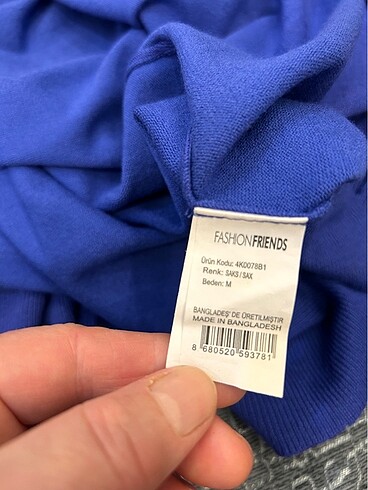 FASHIONFRIENDS
Ürün Kodu: 4K0078B1
Renk: SAKS / SAX
Beden: M
BANGLADEŞ' DE ÜRETİLMİŞTİR
MADE IN BANGLADESH
8 680520 593781